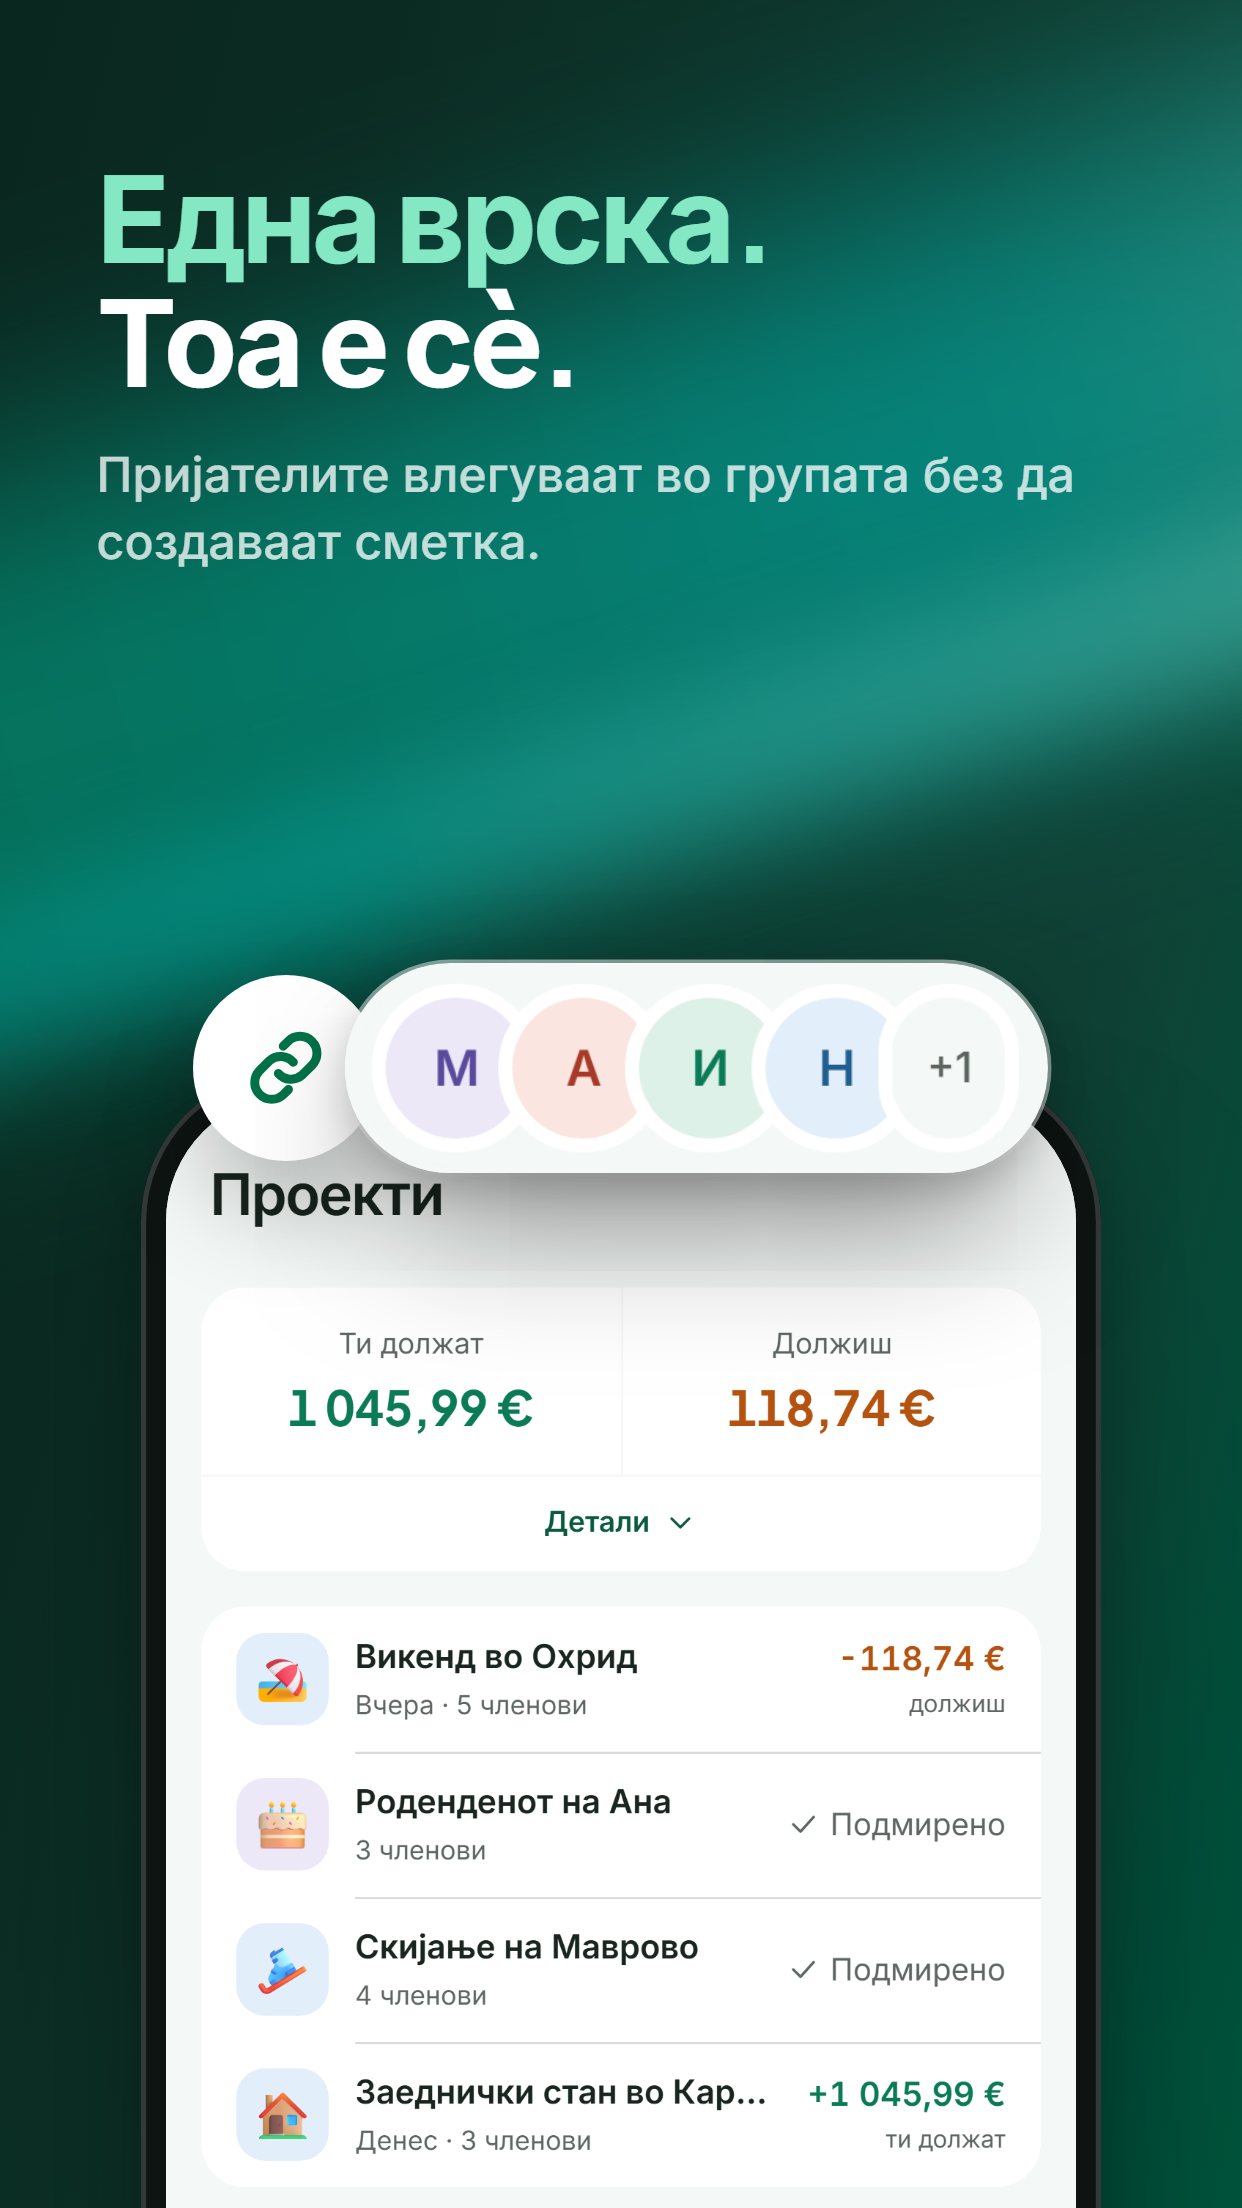 Една врска.
Тоа е сѐ.
Пријателите влегуваат во групата без да
создаваат сметка.
М А И Н +1
Проекти
Ти должат
1 045,99 €
Должиш
118,74 €
Детали
Викенд во Охрид
-118,74 €
Вчера · 5 членови
должиш
Роденденот на Ана
3 членови
Подмирено
Скијање на Маврово
4 членови
Подмирено
Заеднички стан во Кар...
+1 045,99 €
Денес · 3 членови
ти должат